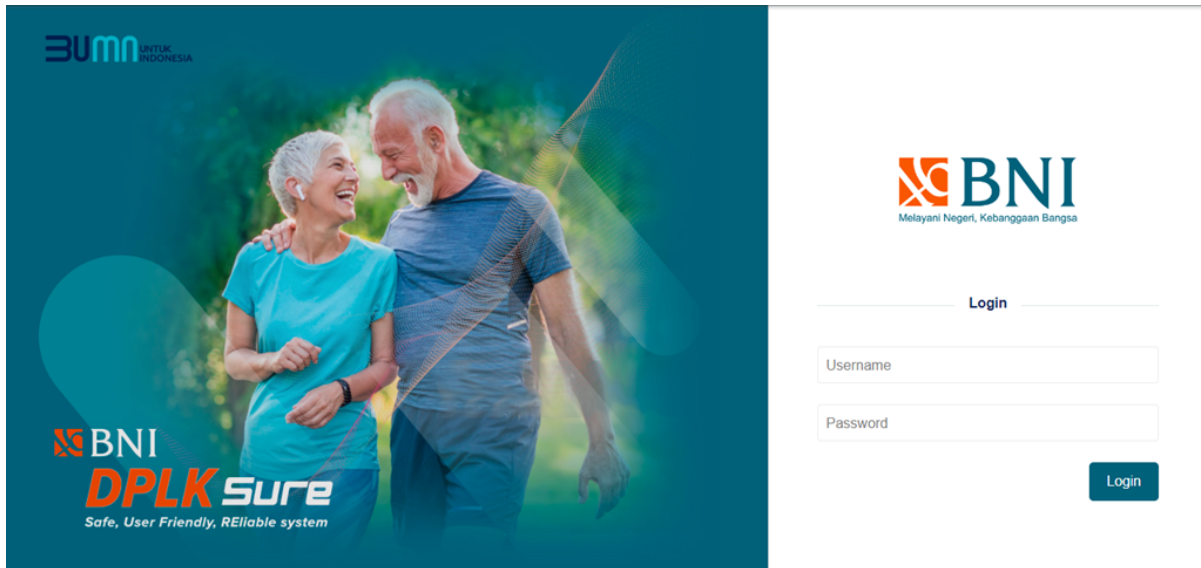 BUMN UNTUK
INDONESIA
BNI
DPLK Sure
Safe, User Friendly, REliable system
BNI
Melayani Negeri, Kebanggaan Bangsa
Login
Username
Password
Login